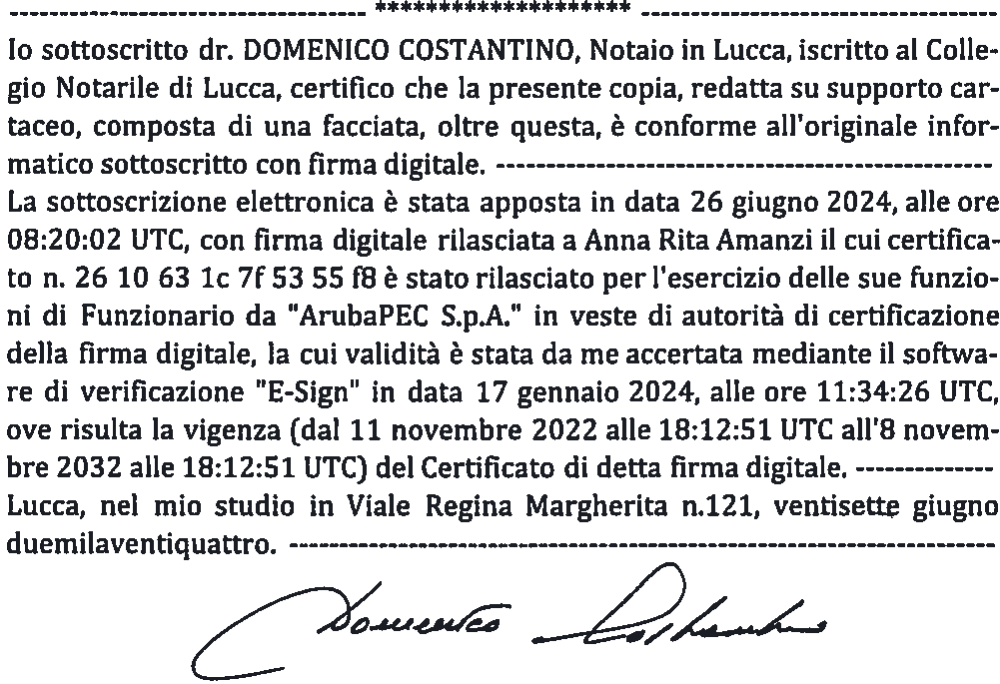 ------------------------------------ ******************** ------------------------------------
Io sottoscritto dr. DOMENICO COSTANTINO, Notaio in Lucca, iscritto al Colle-
gio Notarile di Lucca, certifico che la presente copia, redatta su supporto car-
taceo, composta di una facciata, oltre questa, è conforme all'originale infor-
matico sottoscritto con firma digitale. --------------------------------------------------
La sottoscrizione elettronica è stata apposta in data 26 giugno 2024, alle ore
08:20:02 UTC, con firma digitale rilasciata a Anna Rita Amanzi il cui certifica-
to n. 26 10 63 1c 7f 53 55 f8 è stato rilasciato per l'esercizio delle sue funzio-
ni di Funzionario da "ArubaPEC S.p.A." in veste di autorità di certificazione
della firma digitale, la cui validità è stata da me accertata mediante il softwa-
re di verificazione "E-Sign" in data 17 gennaio 2024, alle ore 11:34:26 UTC,
ove risulta la vigenza (dal 11 novembre 2022 alle 18:12:51 UTC all'8 novem-
bre 2032 alle 18:12:51 UTC) del Certificato di detta firma digitale. --------------
Lucca, nel mio studio in Viale Regina Margherita n.121, ventisette giugno
duemilaventiquattro. -----------------------------------------------------------------------
Domenico Costantino